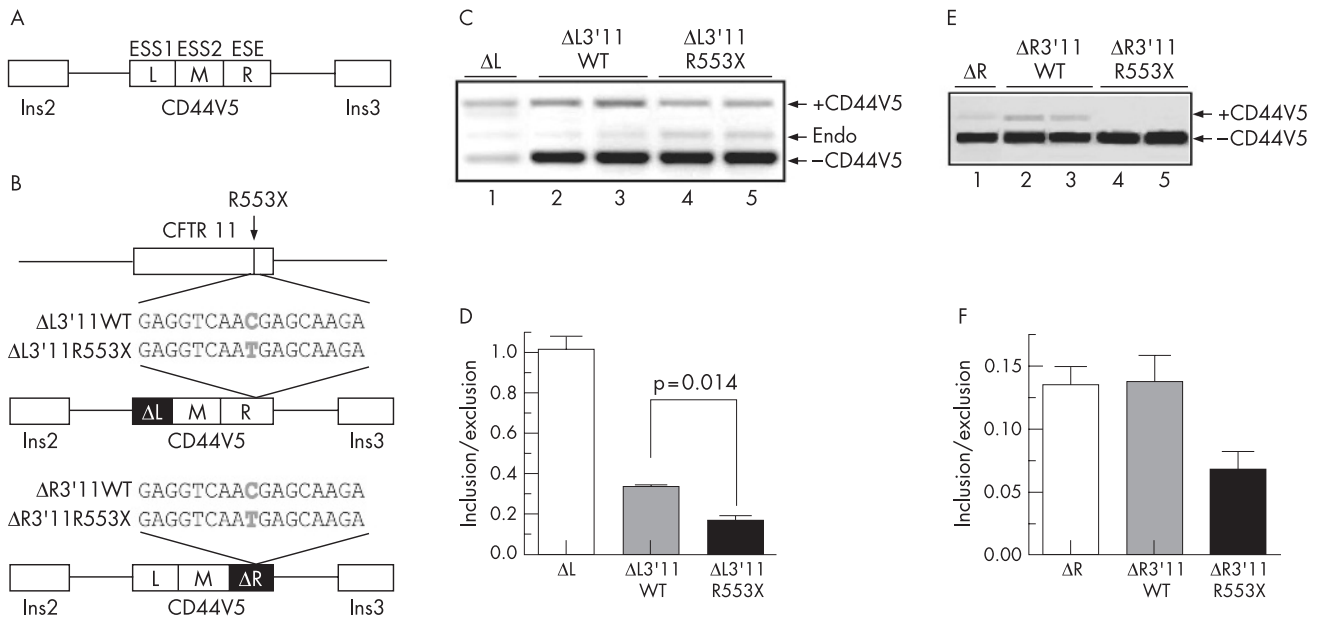 A
ESS1 ESS2 ESE
L M R
Ins2 CD44V5 Ins3
B
R553X
CFTR 11
ΔL3'11WT GAGGTCAACGAGCAAGA
ΔL3'11R553X GAGGTCAATGAGCAAGA
ΔL M R
Ins2 CD44V5 Ins3
ΔR3'11WT GAGGTCAACGAGCAAGA
ΔR3'11R553X GAGGTCAATGAGCAAGA
L M ΔR
Ins2 CD44V5 Ins3
C
ΔL3'11 ΔL3'11
ΔL WT R553X
+CD44V5
Endo
−CD44V5
1 2 3 4 5
D
Inclusion/exclusion
1.0
0.8
0.6
0.4
0.2
0.0
p=0.014
ΔL ΔL3'11 ΔL3'11
WT R553X
E
ΔR3'11 ΔR3'11
ΔR WT R553X
+CD44V5
−CD44V5
1 2 3 4 5
F
Inclusion/exclusion
0.15
0.10
0.05
0.00
ΔR ΔR3'11 ΔR3'11
WT R553X